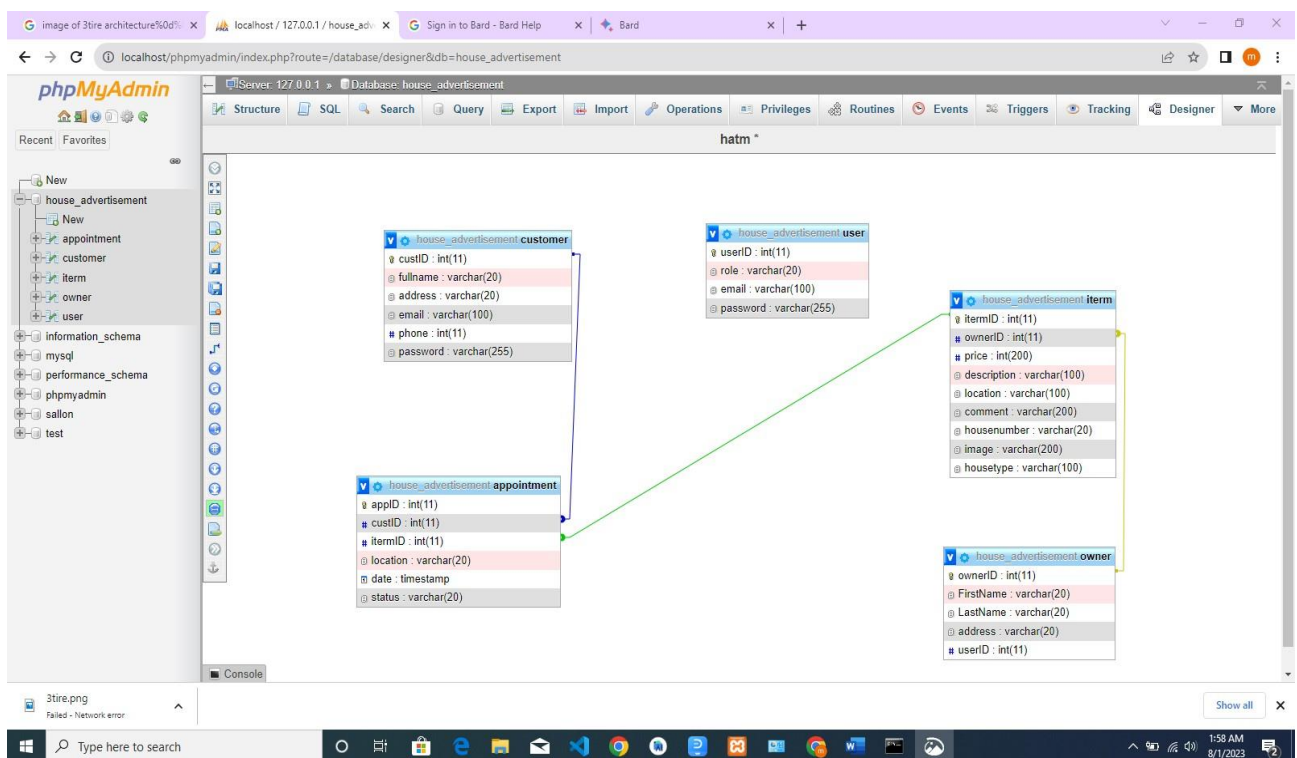 image of 3tire architecture%0d%
localhost / 127.0.0.1 / house_adv
Sign in to Bard - Bard Help
Bard
localhost/phpmyadmin/index.php?route=/database/designer&db=house_advertisement
m
phpMyAdmin
Recent Favorites
New
house_advertisement
New
appointment
customer
iterm
owner
user
information_schema
mysql
performance_schema
phpmyadmin
sallon
test
Server: 127.0.0.1 » Database: house_advertisement
Structure SQL Search Query Export Import Operations Privileges Routines Events Triggers Tracking Designer More
hatm *
house_advertisement customer
custID : int(11)
fullname : varchar(20)
address : varchar(20)
email : varchar(100)
phone : int(11)
password : varchar(255)
house_advertisement user
userID : int(11)
role : varchar(20)
email : varchar(100)
password : varchar(255)
house_advertisement iterm
itermID : int(11)
ownerID : int(11)
price : int(200)
description : varchar(100)
location : varchar(100)
comment : varchar(200)
housenumber : varchar(20)
image : varchar(200)
housetype : varchar(100)
house_advertisement appointment
appID : int(11)
custID : int(11)
itermID : int(11)
location : varchar(20)
date : timestamp
status : varchar(20)
house_advertisement owner
ownerID : int(11)
FirstName : varchar(20)
LastName : varchar(20)
address : varchar(20)
userID : int(11)
Console
3tire.png
Failed - Network error
Show all
Type here to search
1:58 AM
8/1/2023
2